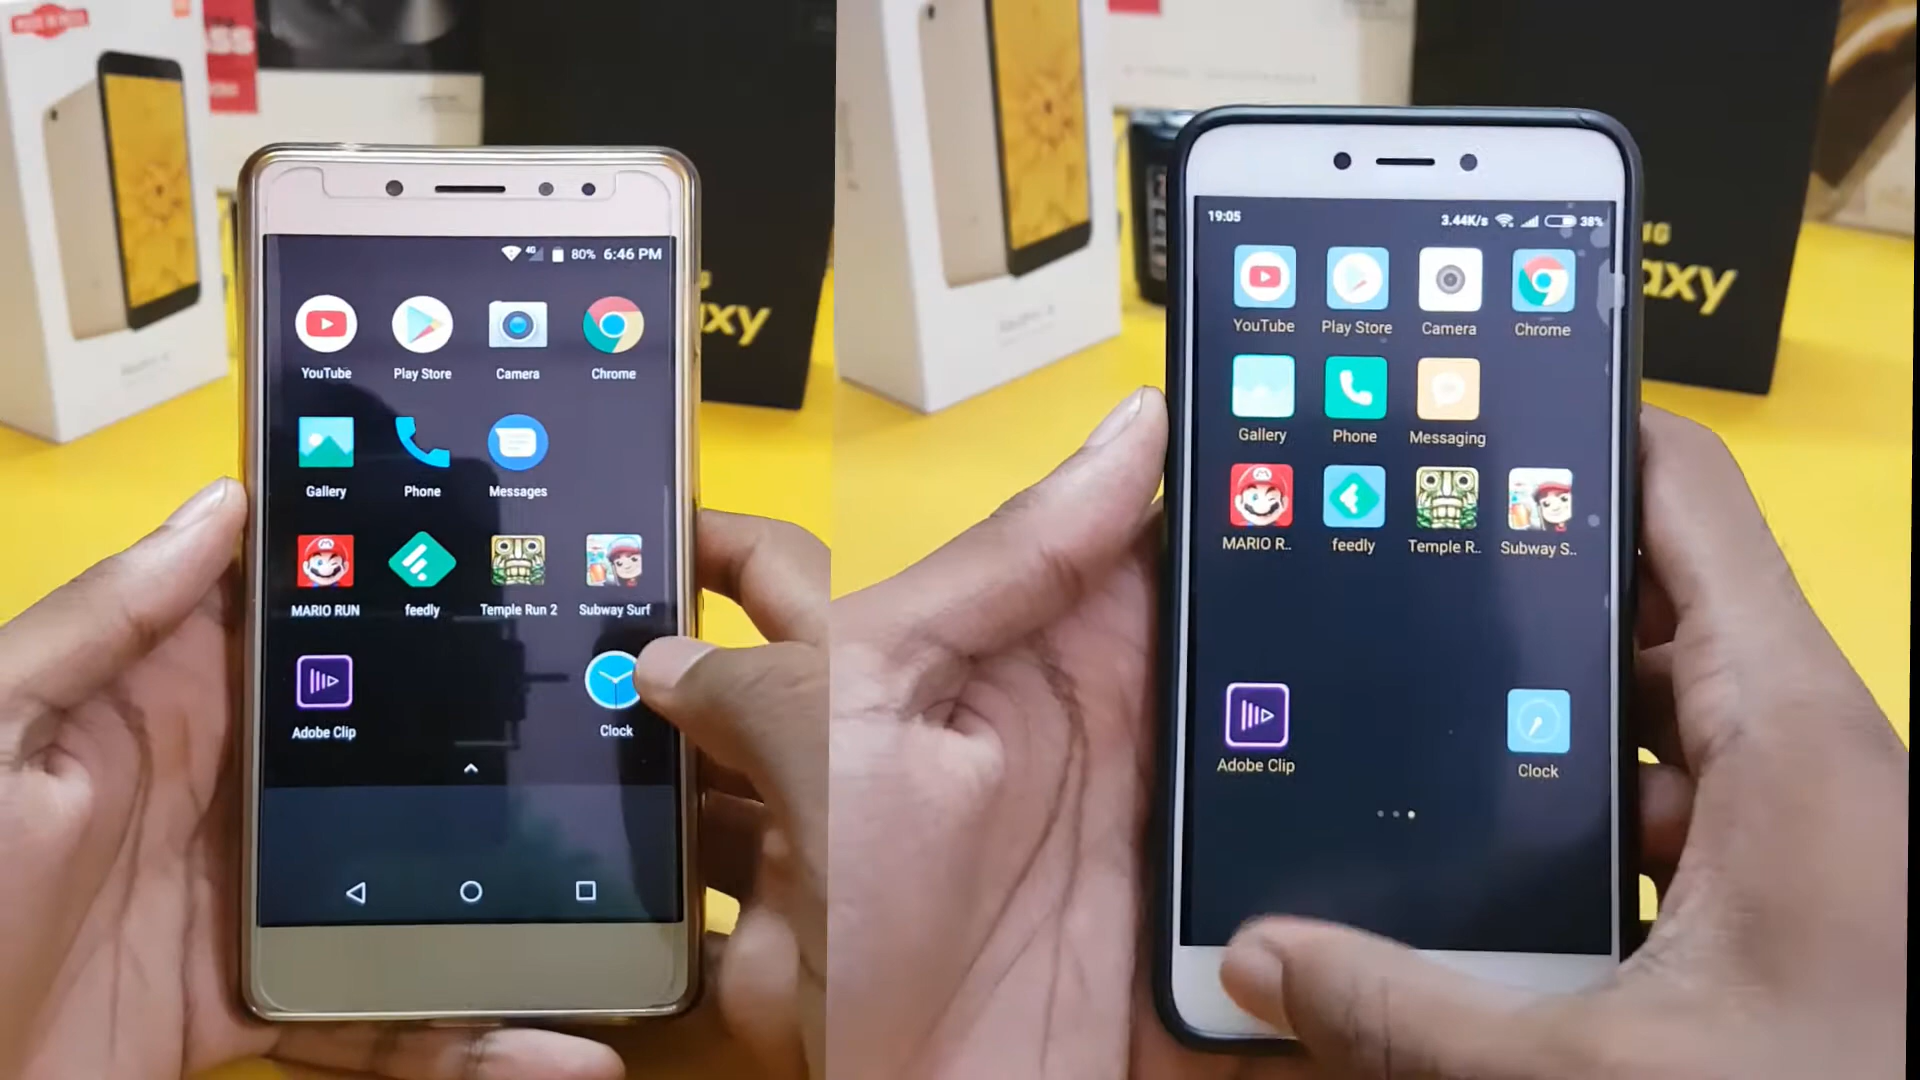 80% 6:46 PM
4G
YouTube Play Store Camera Chrome
Gallery Phone Messages
MARIO RUN feedly Temple Run 2 Subway Surf
Adobe Clip Clock
xy
19:05 3.44K/s 38%
YouTube Play Store Camera Chrome
Gallery Phone Messaging
MARIO R.. feedly Temple R.. Subway S..
Adobe Clip Clock
axy